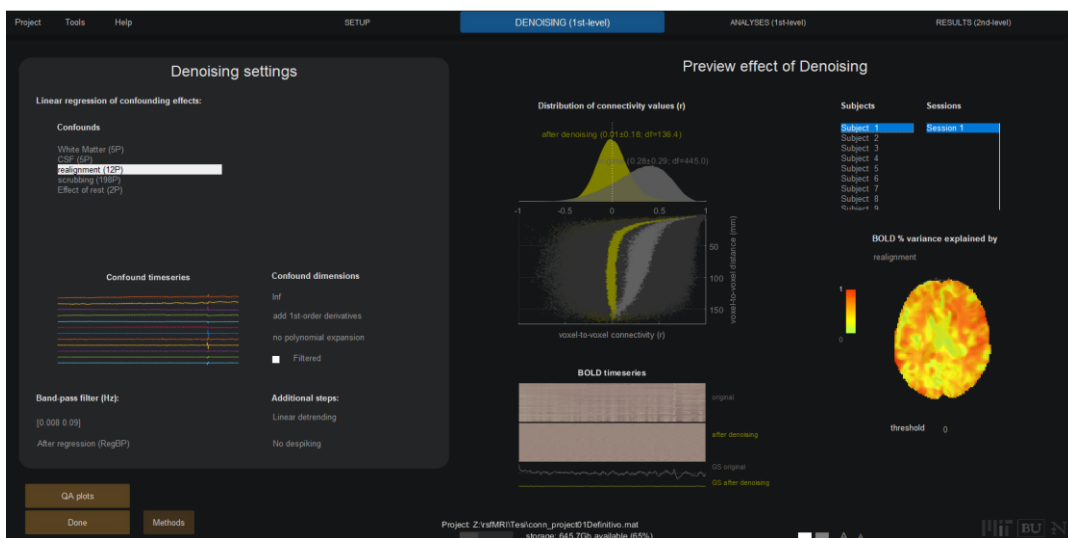 Project Tools Help SETUP DENOISING (1st-level) ANALYSES (1st-level) RESULTS (2nd-level)
Denoising settings
Linear regression of confounding effects:
Confounds
White Matter (5P)
CSF (5P)
realignment (12P)
scrubbing (198P)
Effect of rest (2P)
Confound timeseries
Confound dimensions
Inf
add 1st-order derivatives
no polynomial expansion
Filtered
Band-pass filter (Hz):
[0.008 0.09]
After regression (RegBP)
Additional steps:
Linear detrending
No despiking
QA plots
Done
Methods
Preview effect of Denoising
Distribution of connectivity values (r)
after denoising (0.01±0.18; df=136.4)
(0.28±0.29; df=445.0)
-1 -0.5 0 0.5 1
50
100
150
voxel-to-voxel distance (mm)
voxel-to-voxel connectivity (r)
BOLD timeseries
original
after denoising
GS original
GS after denoising
Subjects
Subject 1
Subject 2
Subject 3
Subject 4
Subject 5
Subject 6
Subject 7
Subject 8
Subject 9
Sessions
Session 1
BOLD % variance explained by
realignment
1
0
threshold 0
Project: Z:\rsfMRI\Tesi\conn_project01Definitivo.mat
storage: 645.7Gb available (65%)
A A
MIT BU N